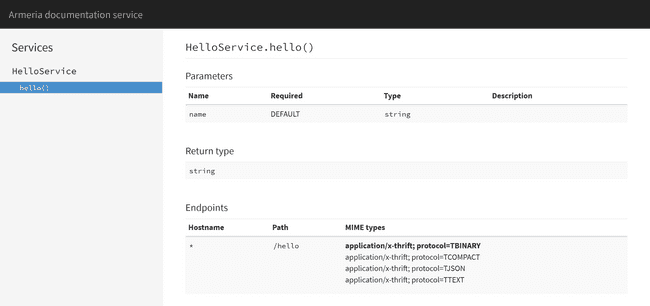 Armeria documentation service
Services
HelloService
hello()
HelloService.hello()
Parameters
Name Required Type Description
name DEFAULT string
Return type
string
Endpoints
Hostname Path MIME types
* /hello application/x-thrift; protocol=TBINARY
application/x-thrift; protocol=TCOMPACT
application/x-thrift; protocol=TJSON
application/x-thrift; protocol=TTEXT